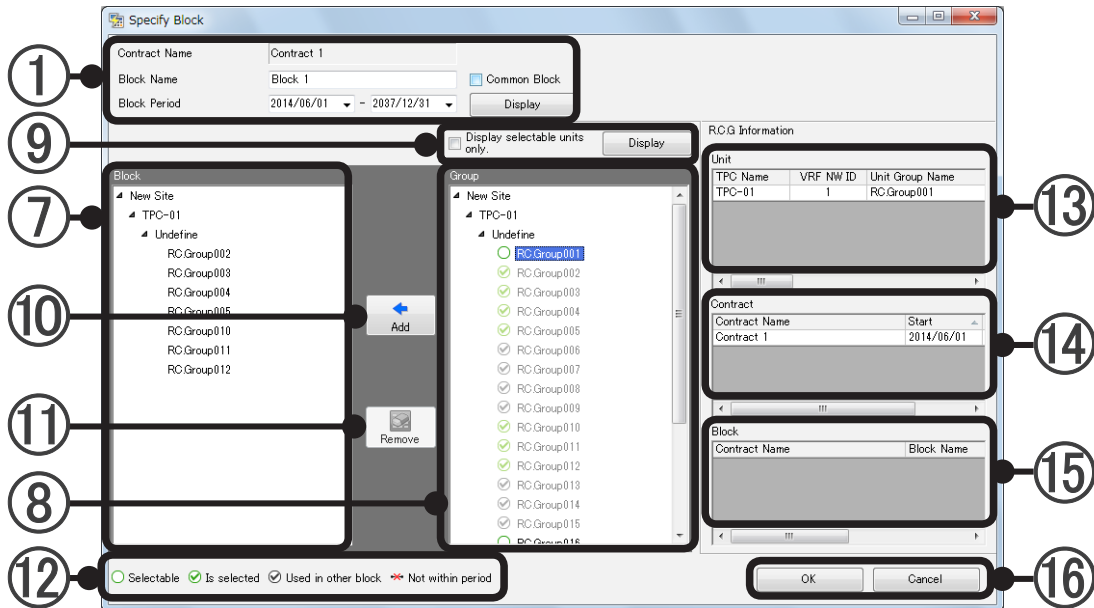 Specify Block
①
Contract Name Contract 1
Block Name Block 1 Common Block
Block Period 2014/06/01 - 2037/12/31 Display
⑨
Display selectable units only.
Display
R.C.G Information
⑦
Block
New Site
TPC-01
Undefine
RC.Group002
RC.Group003
RC.Group004
RC.Group005
RC.Group010
RC.Group011
RC.Group012
⑩
Add
⑪
Remove
⑧
Group
New Site
TPC-01
Undefine
RC.Group001
RC.Group002
RC.Group003
RC.Group004
RC.Group005
RC.Group006
RC.Group007
RC.Group008
RC.Group009
RC.Group010
RC.Group011
RC.Group012
RC.Group013
RC.Group014
RC.Group015
RC.Group016
Unit
TPC Name VRF NW ID Unit Group Name
TPC-01 1 RC.Group001
⑬
Contract
Contract Name Start
Contract 1 2014/06/01
⑭
Block
Contract Name Block Name
⑮
⑫
Selectable Is selected Used in other block Not within period
OK Cancel
⑯